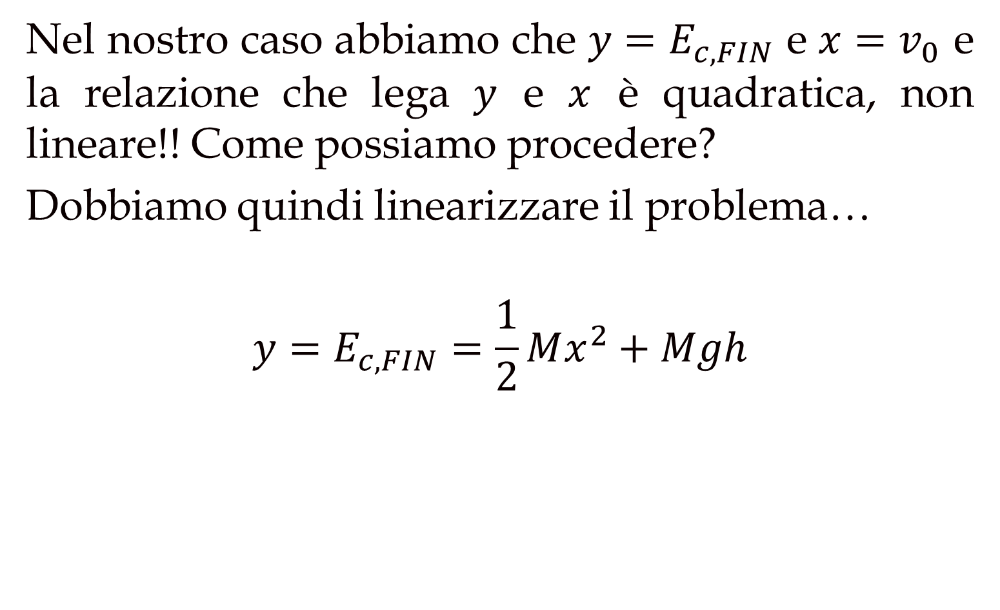 Nel nostro caso abbiamo che y = E_{c,FIN} e x = v_0 e
la relazione che lega y e x è quadratica, non
lineare!! Come possiamo procedere?
Dobbiamo quindi linearizzare il problema…
y = E_{c,FIN} = \frac{1}{2} Mx^2 + Mgh